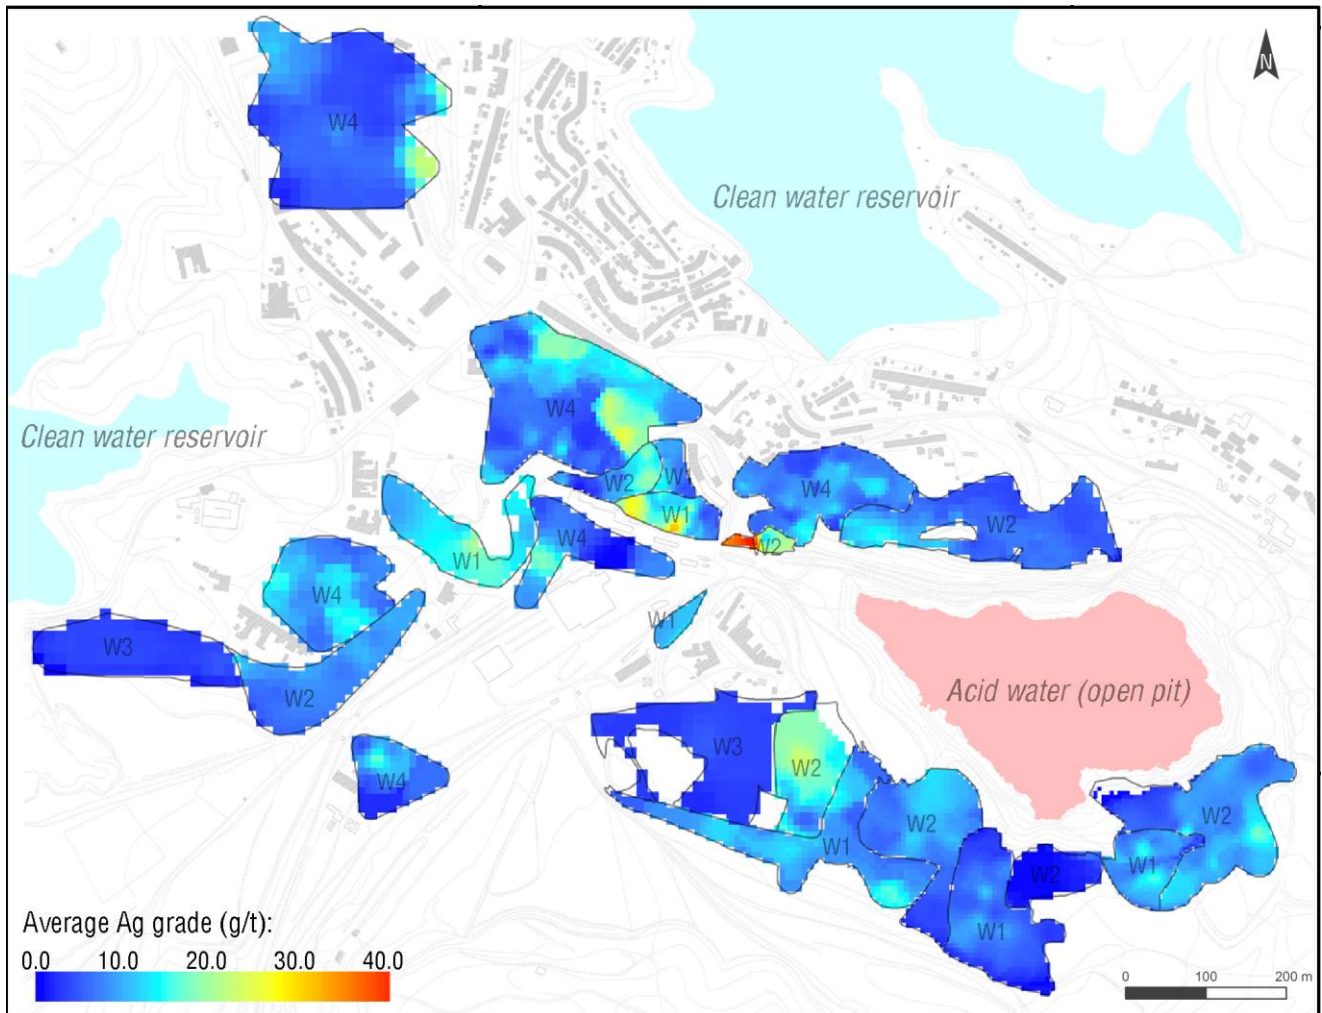 N
W4
Clean water reservoir
Clean water reservoir
W4
W2
W1
W1
W4
W2
W2
W1
W4
W4
W1
W3
W2
Acid water (open pit)
W4
W3
W2
W2
W1
W2
W1
W2
W1
Average Ag grade (g/t):
0.0 10.0 20.0 30.0 40.0
0 100 200 m